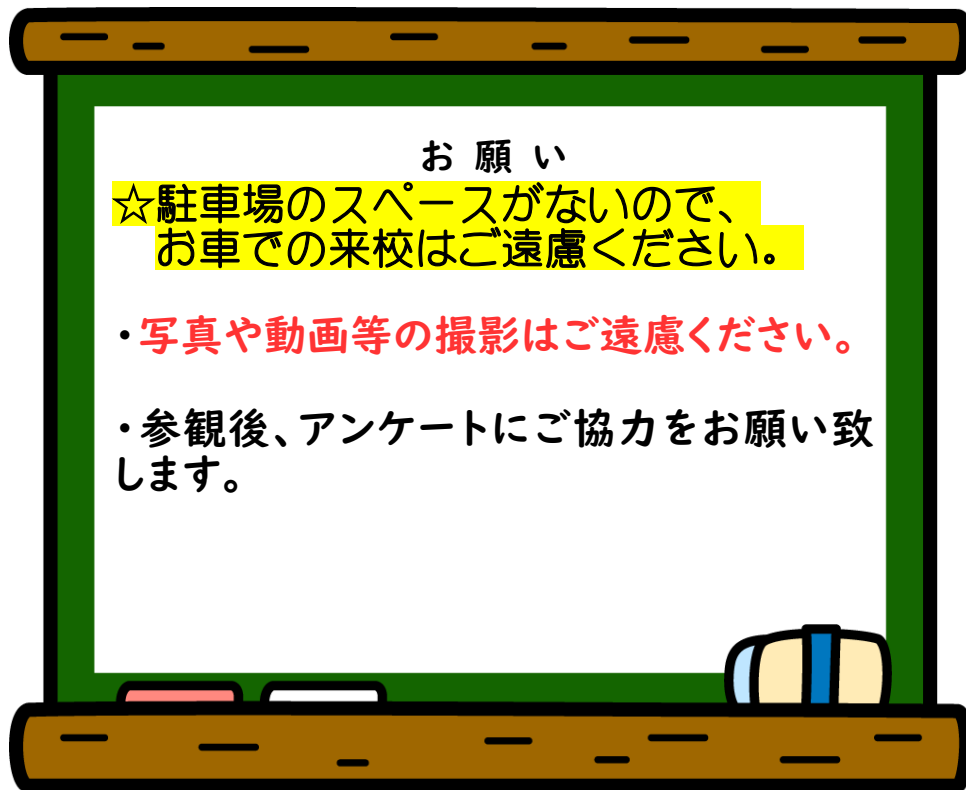 お 願 い
☆駐車場のスペースがないので、
お車での来校はご遠慮ください。
・写真や動画等の撮影はご遠慮ください。
・参観後、アンケートにご協力をお願い致
します。